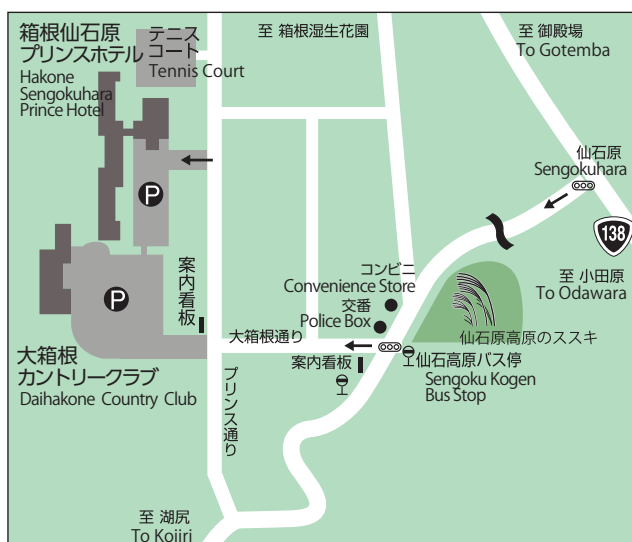 箱根仙石原
プリンスホテル
Hakone
Sengokuhara
Prince Hotel
テニス
コート
Tennis Court
至 箱根湿生花園
至 御殿場
To Gotemba
仙石原
Sengokuhara
138
至 小田原
To Odawara
P
P
案内看板
コンビニ
Convenience Store
交番
Police Box
大箱根通り
仙石原高原のススキ
案内看板
仙石高原バス停
Sengoku Kogen
Bus Stop
大箱根
カントリークラブ
Daihakone Country Club
プリンス通り
至 湖尻
To Kojiri